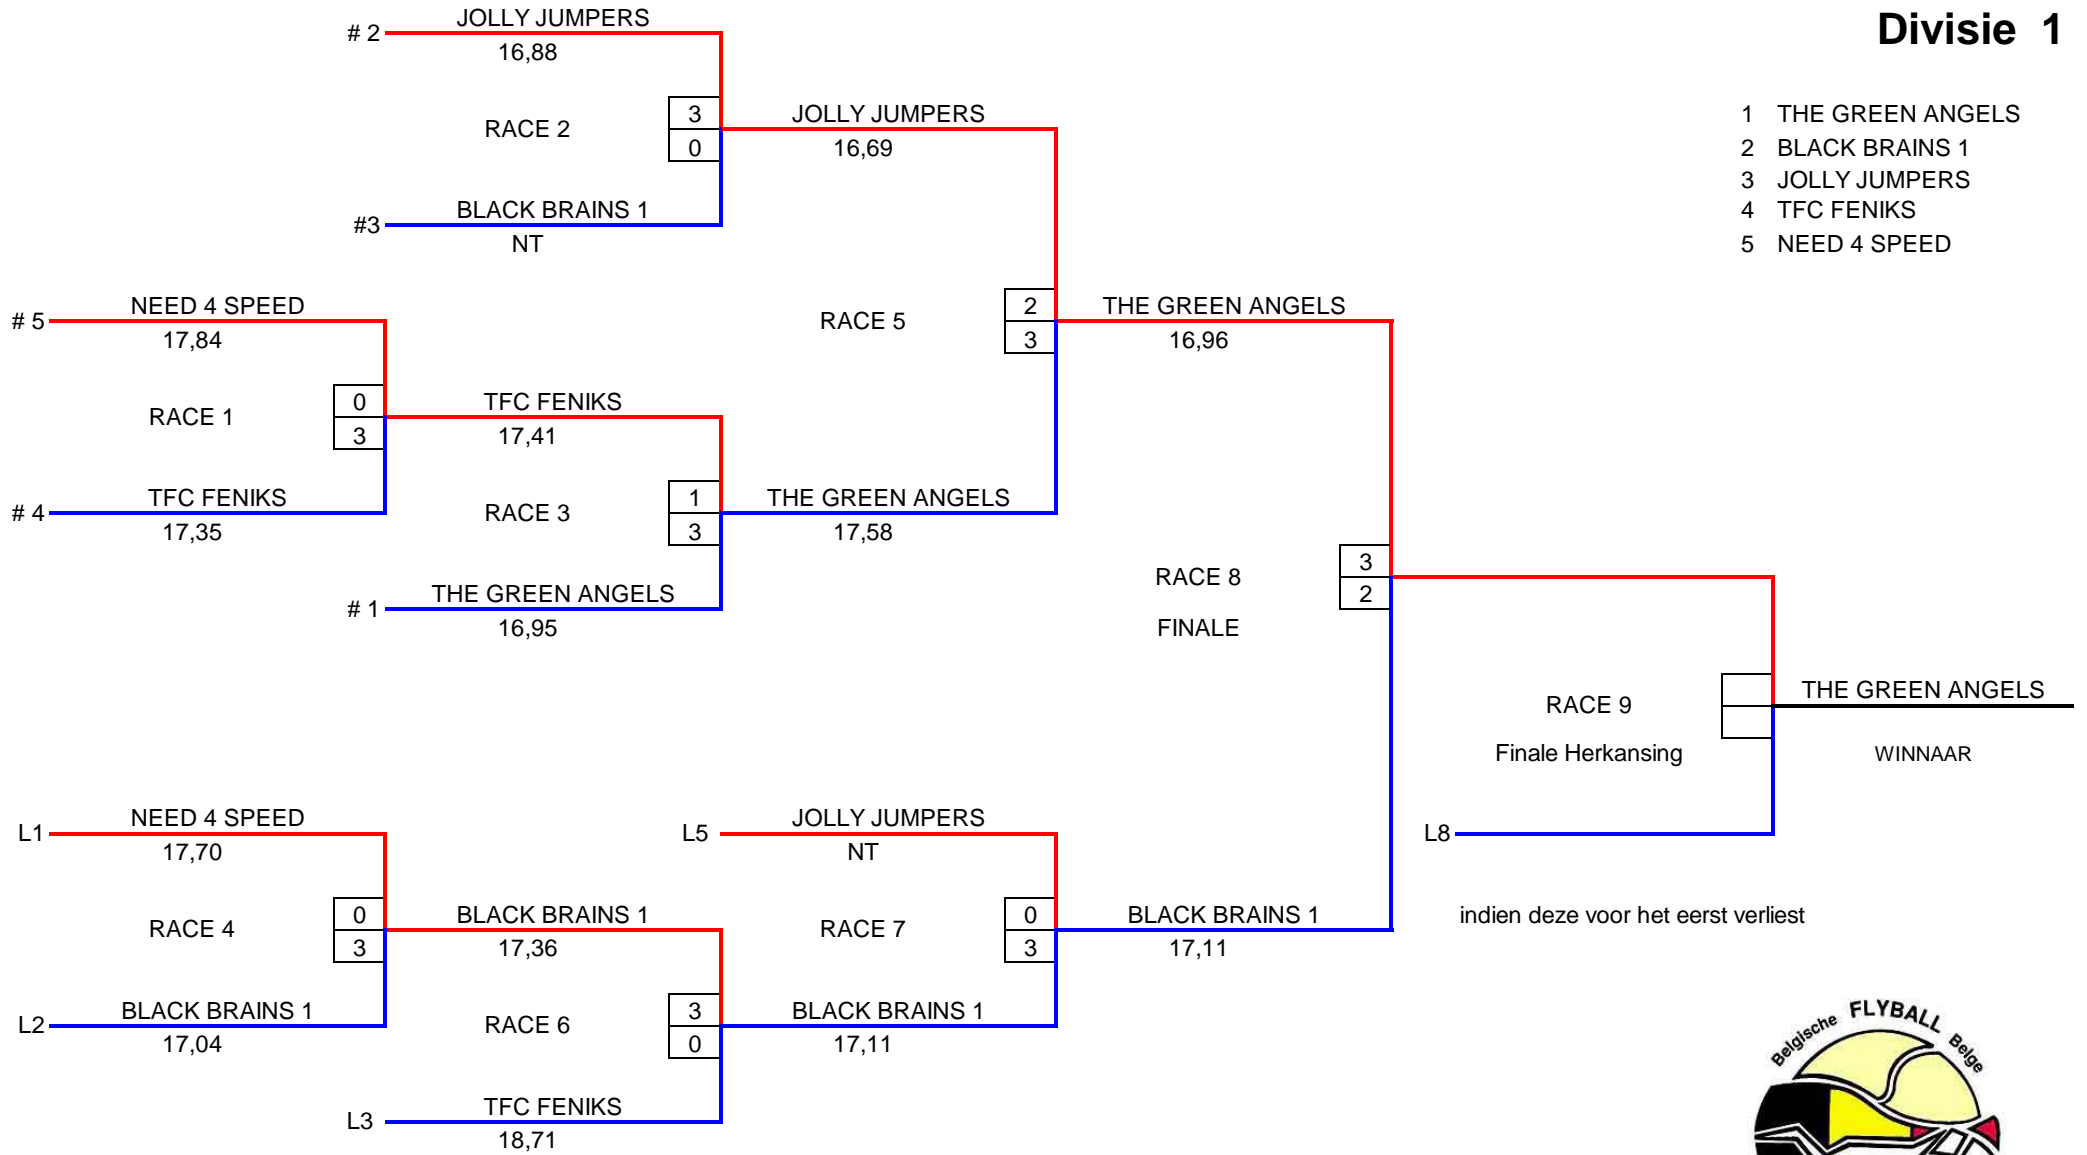 Divisie 1
1 THE GREEN ANGELS
2 BLACK BRAINS 1
3 JOLLY JUMPERS
4 TFC FENIKS
5 NEED 4 SPEED
# 2 JOLLY JUMPERS
16,88
RACE 2
3
0
#3 BLACK BRAINS 1
NT
JOLLY JUMPERS
16,69
# 5 NEED 4 SPEED
17,84
RACE 1
0
3
# 4 TFC FENIKS
17,35
TFC FENIKS
17,41
RACE 3
1
3
# 1 THE GREEN ANGELS
16,95
THE GREEN ANGELS
17,58
RACE 5
2
3
THE GREEN ANGELS
16,96
RACE 8
FINALE
3
2
RACE 9
Finale Herkansing
THE GREEN ANGELS
WINNAAR
L8
indien deze voor het eerst verliest
L1 NEED 4 SPEED
17,70
RACE 4
0
3
L2 BLACK BRAINS 1
17,04
BLACK BRAINS 1
17,36
RACE 6
3
0
L3 TFC FENIKS
18,71
L5 JOLLY JUMPERS
NT
RACE 7
0
3
BLACK BRAINS 1
17,11
BLACK BRAINS 1
17,11
Belgische FLYBALL Belge